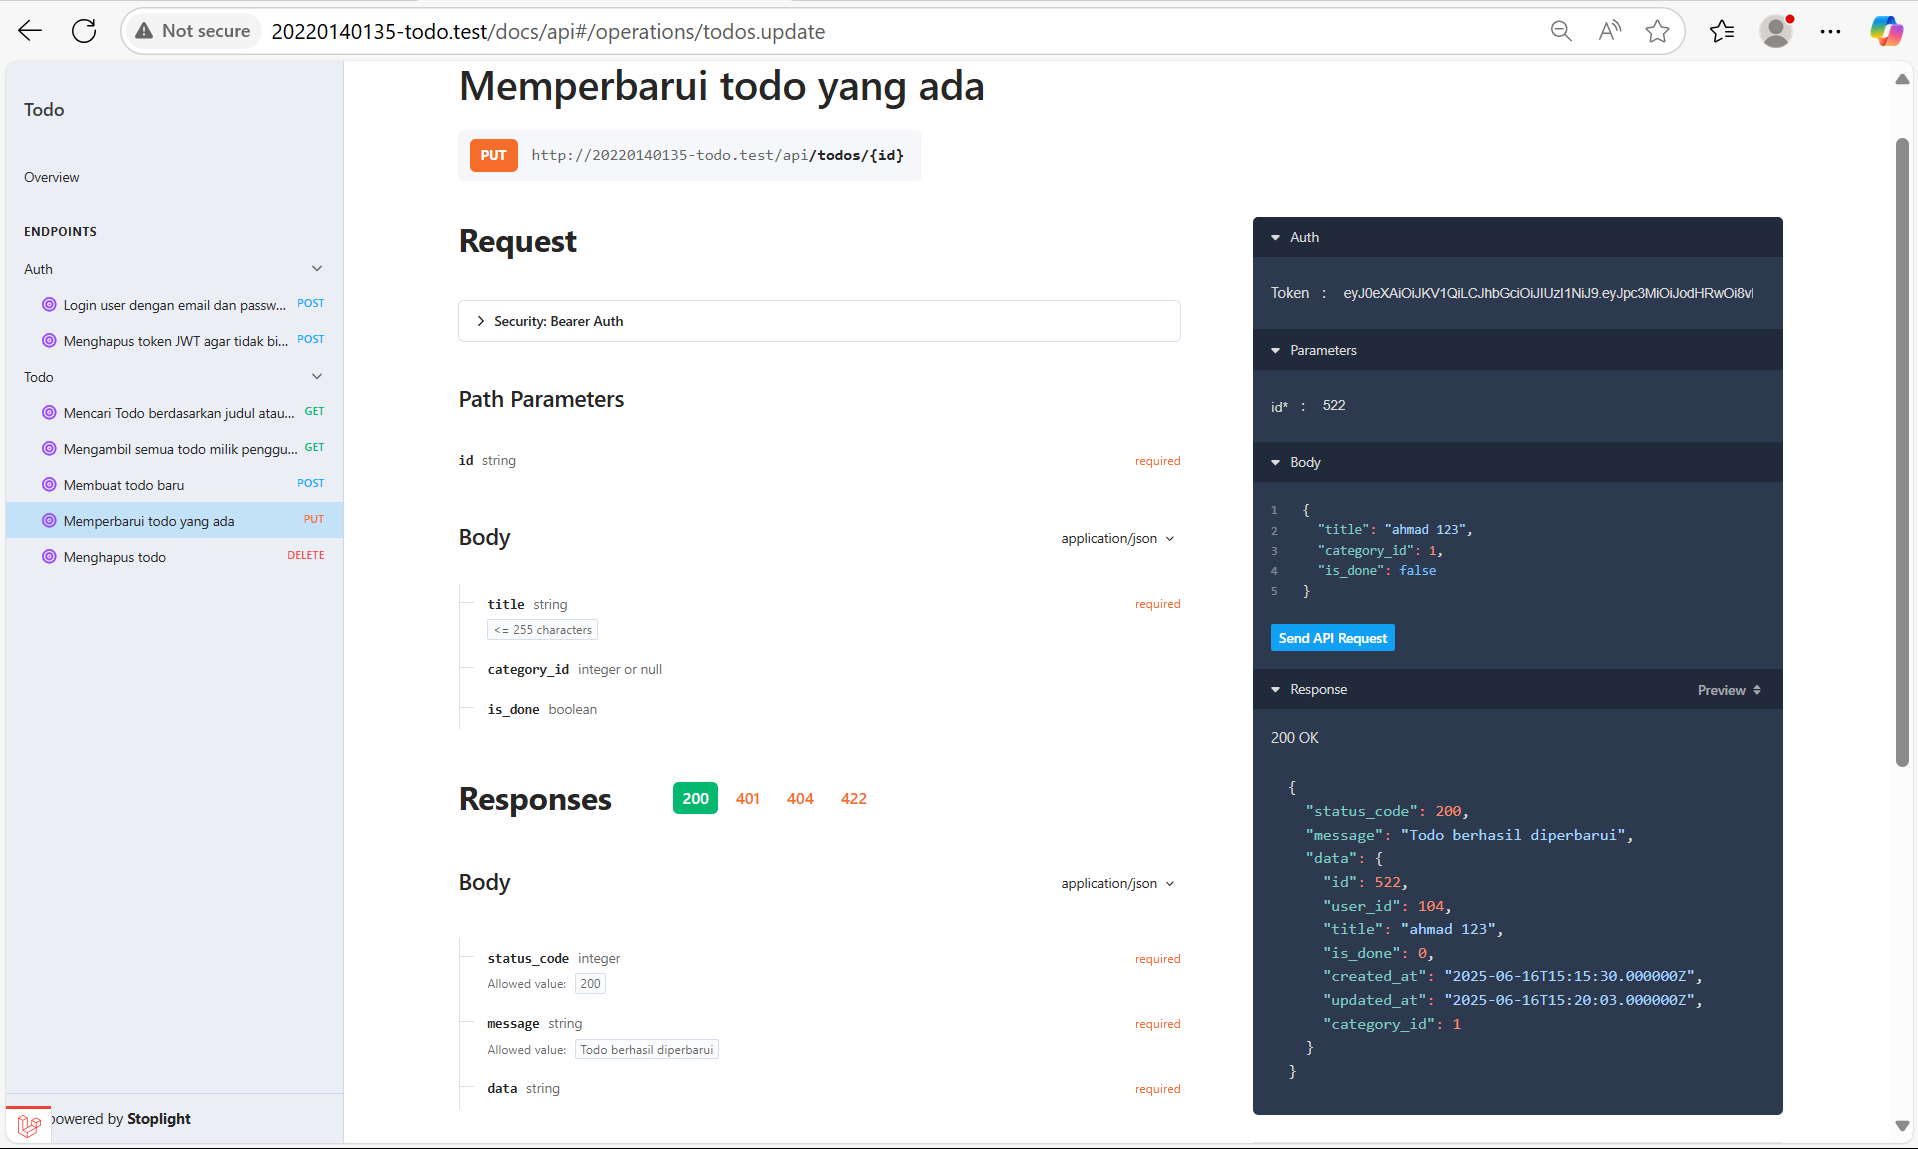 Not secure 20220140135-todo.test/docs/api#/operations/todos.update
Todo
Overview
ENDPOINTS
Auth
Login user dengan email dan passw... POST
Menghapus token JWT agar tidak bi... POST
Todo
Mencari Todo berdasarkan judul atau... GET
Mengambil semua todo milik penggu... GET
Membuat todo baru POST
Memperbarui todo yang ada PUT
Menghapus todo DELETE
powered by Stoplight
Memperbarui todo yang ada
PUT http://20220140135-todo.test/api/todos/{id}
Request
Security: Bearer Auth
Path Parameters
id string required
Body application/json
title string required
<= 255 characters
category_id integer or null
is_done boolean
Responses 200 401 404 422
Body application/json
status_code integer required
Allowed value: 200
message string required
Allowed value: Todo berhasil diperbarui
data string required
Auth
Token : eyJ0eXAiOiJKV1QiLCJhbGciOiJIUzI1NiJ9.eyJpc3MiOiJodHRwOi8v
Parameters
id* : 522
Body
1 {
2 "title": "ahmad 123",
3 "category_id": 1,
4 "is_done": false
5 }
Send API Request
Response Preview
200 OK
{
"status_code": 200,
"message": "Todo berhasil diperbarui",
"data": {
"id": 522,
"user_id": 104,
"title": "ahmad 123",
"is_done": 0,
"created_at": "2025-06-16T15:15:30.000000Z",
"updated_at": "2025-06-16T15:20:03.000000Z",
"category_id": 1
}
}